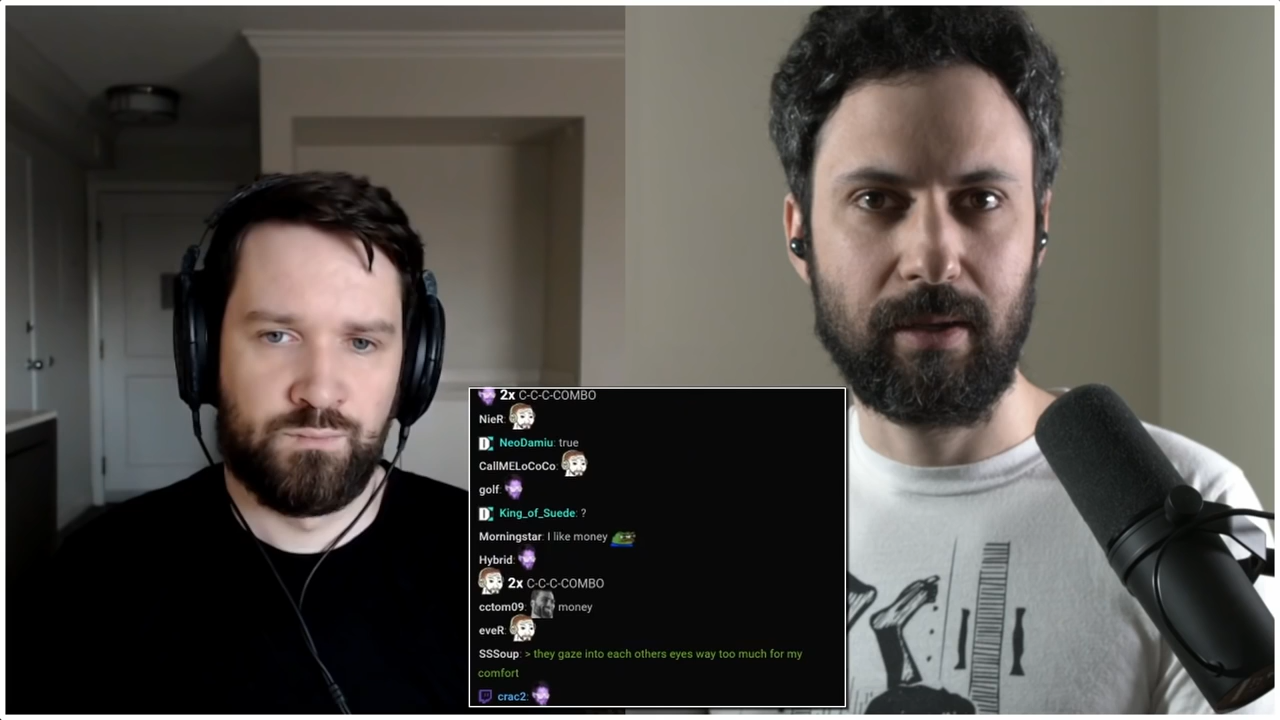 2x C-C-C-COMBO
NieR:
NeoDamiu: true
CallMELoCoCo:
golf:
King_of_Suede: ?
Morningstar: I like money
Hybrid:
2x C-C-C-COMBO
cctom09: money
eveR:
SSSoup: > they gaze into each others eyes way too much for my
comfort
crac2: